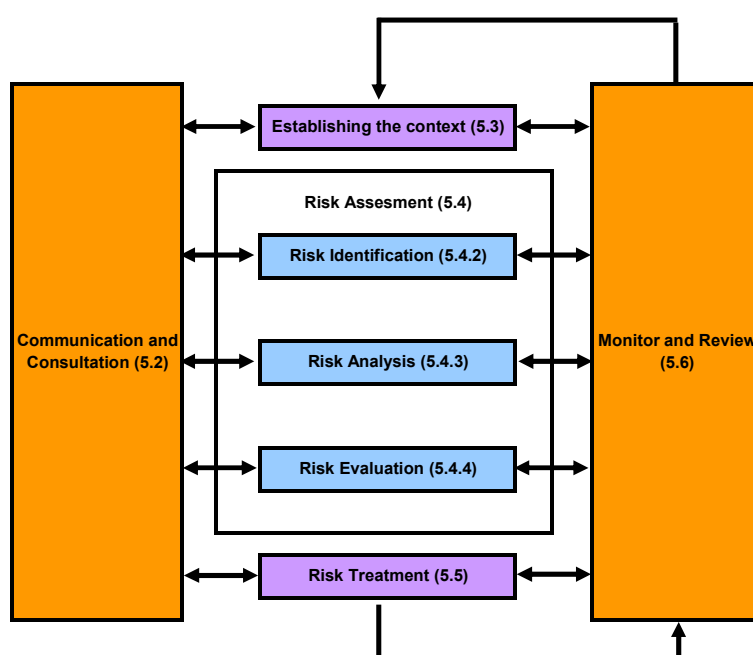 Establishing the context (5.3)
Risk Assesment (5.4)
Risk Identification (5.4.2)
Communication and
Consultation (5.2)
Risk Analysis (5.4.3)
Monitor and Review
(5.6)
Risk Evaluation (5.4.4)
Risk Treatment (5.5)